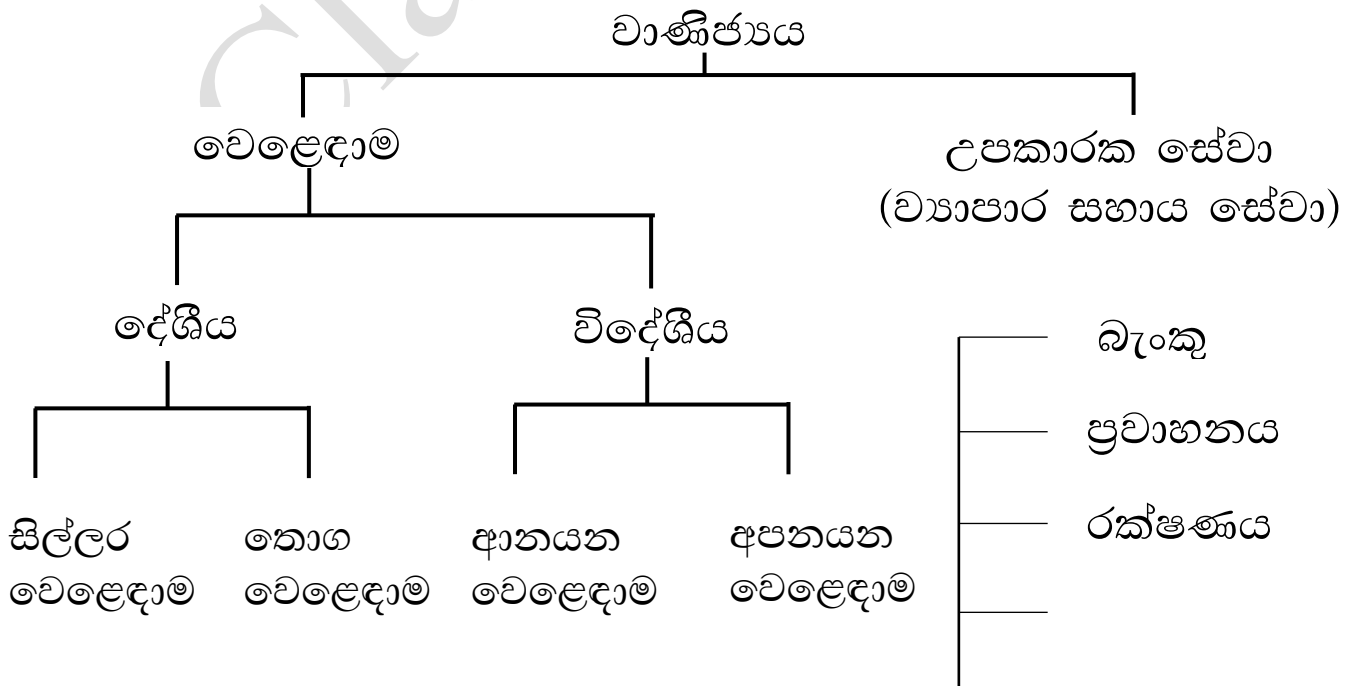 වාණිජ්‍යය
වෙළෙඳාම
උපකාරක සේවා
(ව්‍යාපාර සහාය සේවා)
දේශීය
විදේශීය
බැංකු
ප්‍රවාහනය
රක්ෂණය
සිල්ලර
වෙළෙඳාම
තොග
වෙළෙඳාම
ආනයන
වෙළෙඳාම
අපනයන
වෙළෙඳාම